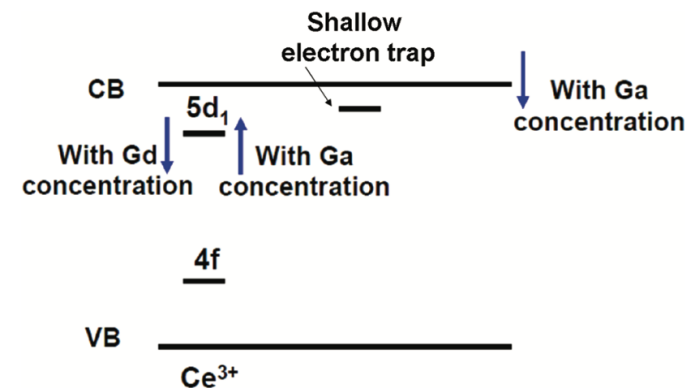 Shallow
electron trap
CB
5d1
With Ga
concentration
With Gd
concentration
With Ga
concentration
4f
VB
Ce3+